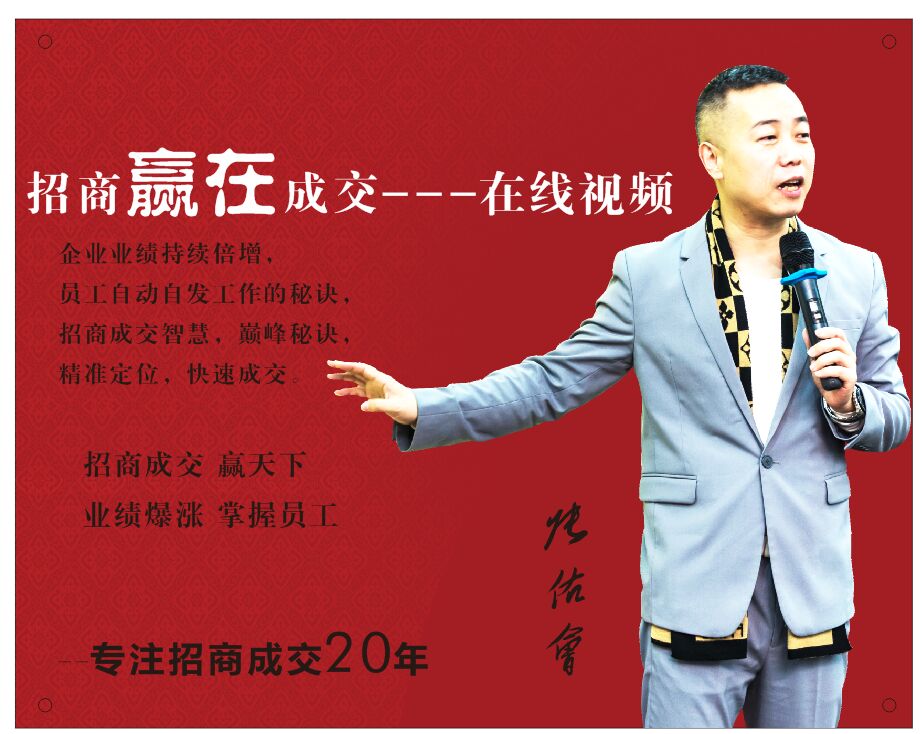 招商赢在成交---在线视频
企业业绩持续倍增，
员工自动自发工作的秘诀，
招商成交智慧，巅峰秘诀，
精准定位，快速成交。
招商成交 赢天下
业绩爆涨 掌握员工
张佑會
--专注招商成交20年